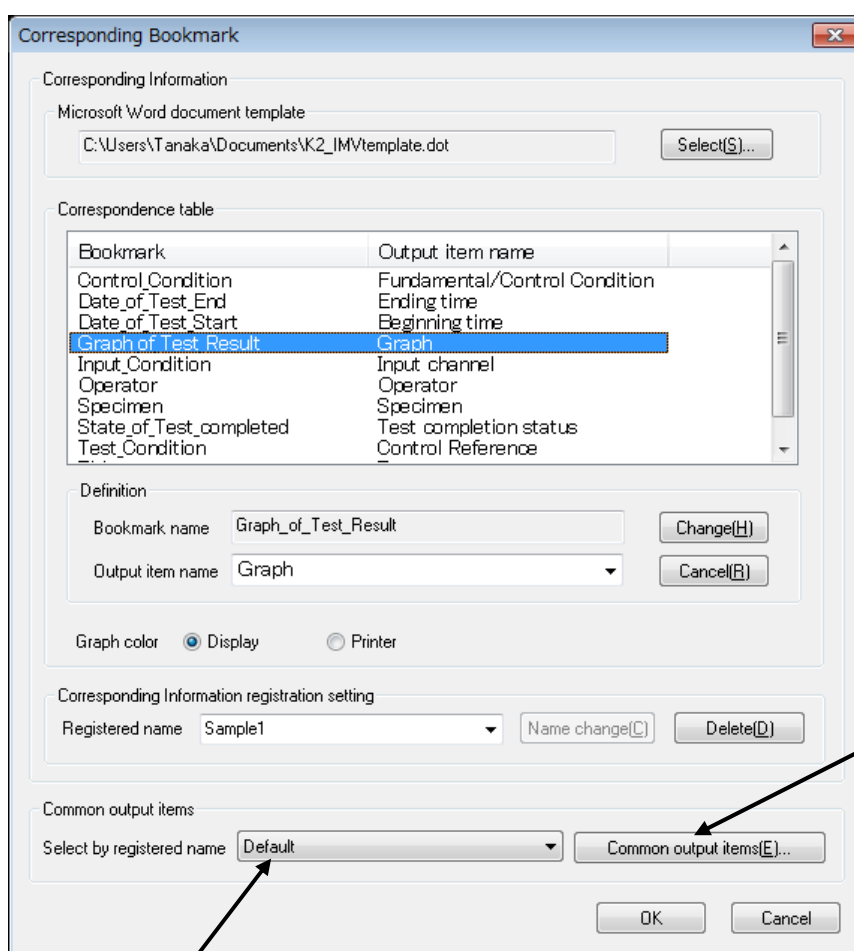 Corresponding Bookmark
Corresponding Information
Microsoft Word document template
C:\Users\Tanaka\Documents\K2_IMVtemplate.dot Select(S)...
Correspondence table
Bookmark Output item name
Control_Condition Fundamental/Control Condition
Date_of_Test_End Ending time
Date_of_Test_Start Beginning time
Graph of Test_Result Graph
Input_Condition Input channel
Operator Operator
Specimen Specimen
State_of_Test_completed Test completion status
Test_Condition Control Reference
Definition
Bookmark name Graph_of_Test_Result Change(H)
Output item name Graph Cancel(R)
Graph color Display Printer
Corresponding Information registration setting
Registered name Sample1 Name change(C) Delete(D)
Common output items
Select by registered name Default Common output items(E)...
OK Cancel